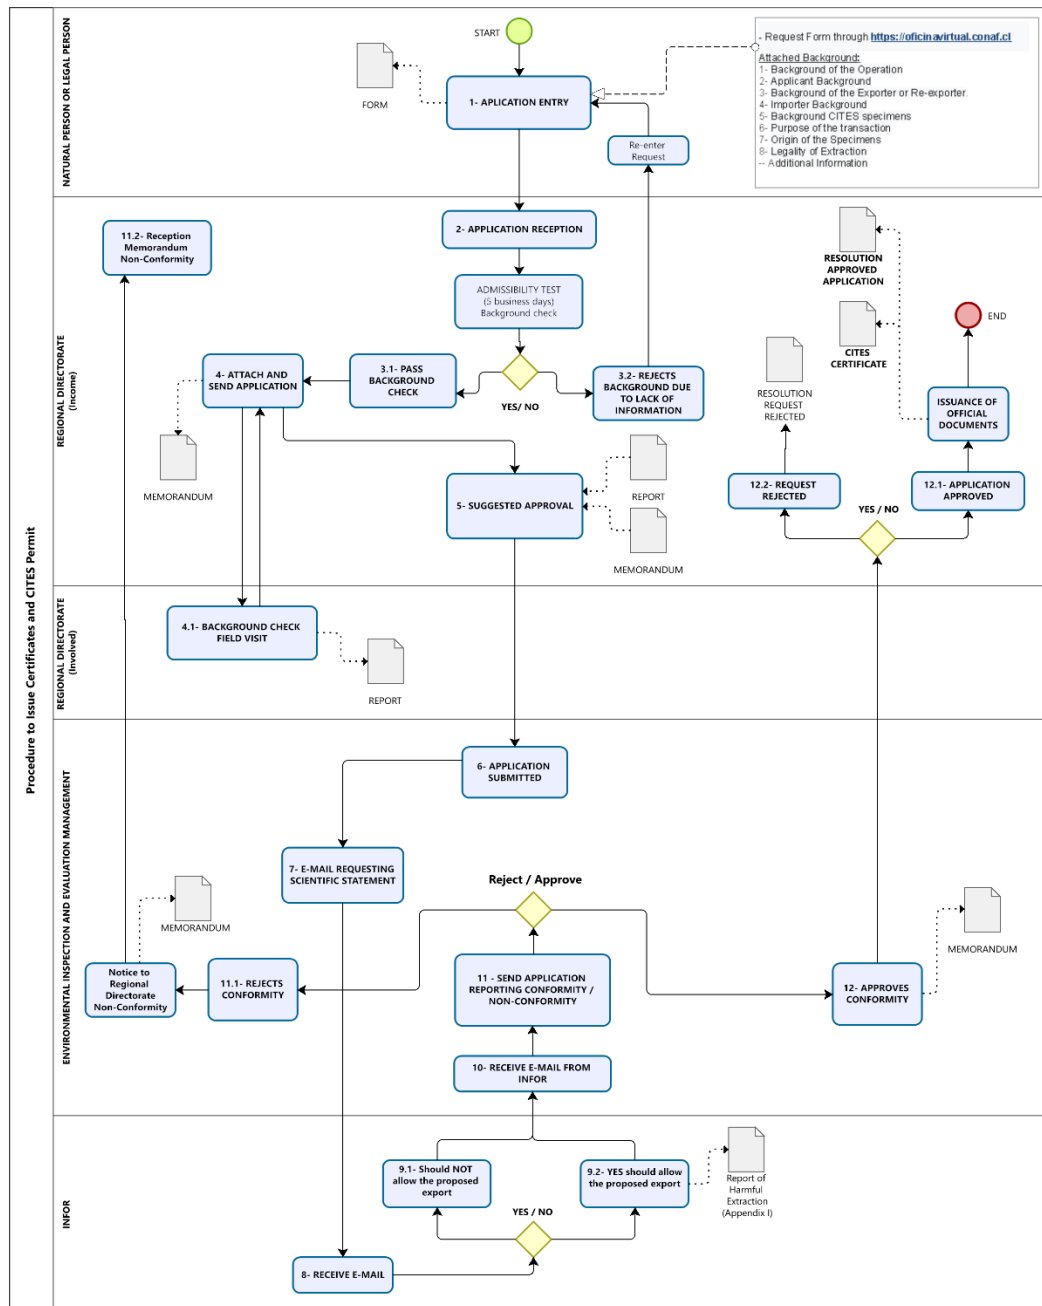 Procedure to Issue Certificates and CITES Permit
NATURAL PERSON OR LEGAL PERSON
START
FORM
1- APLICATION ENTRY
Re-enter
Request
- Request Form through https://oficinavirtual.conaf.cl
Attached Background:
1- Background of the Operation
2- Applicant Background
3- Background of the Exporter or Re-exporter.
4- Importer Background
5- Background CITES specimens
6- Purpose of the transaction
7- Origin of the Specimens
8- Legality of Extraction
-- Additional Information
REGIONAL DIRECTORATE
(Income)
11.2- Reception
Memorandum
Non-Conformity
2- APPLICATION RECEPTION
ADMISSIBILITY TEST
(5 business days)
Background check
RESOLUTION
APPROVED
APPLICATION
CITES
CERTIFICATE
END
4- ATTACH AND
SEND APPLICATION
3.1- PASS
BACKGROUND
CHECK
YES/ NO
3.2- REJECTS
BACKGROUND DUE
TO LACK OF
INFORMATION
RESOLUTION
REQUEST
REJECTED
ISSUANCE OF
OFFICIAL
DOCUMENTS
MEMORANDUM
5- SUGGESTED APPROVAL
REPORT
MEMORANDUM
12.2- REQUEST
REJECTED
12.1- APPLICATION
APPROVED
YES / NO
REGIONAL DIRECTORATE
(Involved)
4.1- BACKGROUND CHECK
FIELD VISIT
REPORT
ENVIRONMENTAL INSPECTION AND EVALUATION MANAGEMENT
6- APPLICATION
SUBMITTED
7- E-MAIL REQUESTING
SCIENTIFIC STATEMENT
Reject / Approve
MEMORANDUM
MEMORANDUM
Notice to
Regional
Directorate
Non-Conformity
11.1- REJECTS
CONFORMITY
11 - SEND APPLICATION
REPORTING CONFORMITY /
NON-CONFORMITY
12- APPROVES
CONFORMITY
10- RECEIVE E-MAIL FROM
INFOR
INFOR
9.1- Should NOT
allow the proposed
export
9.2- YES should allow
the proposed export
Report of
Harmful
Extraction
(Appendix I)
YES / NO
8- RECEIVE E-MAIL